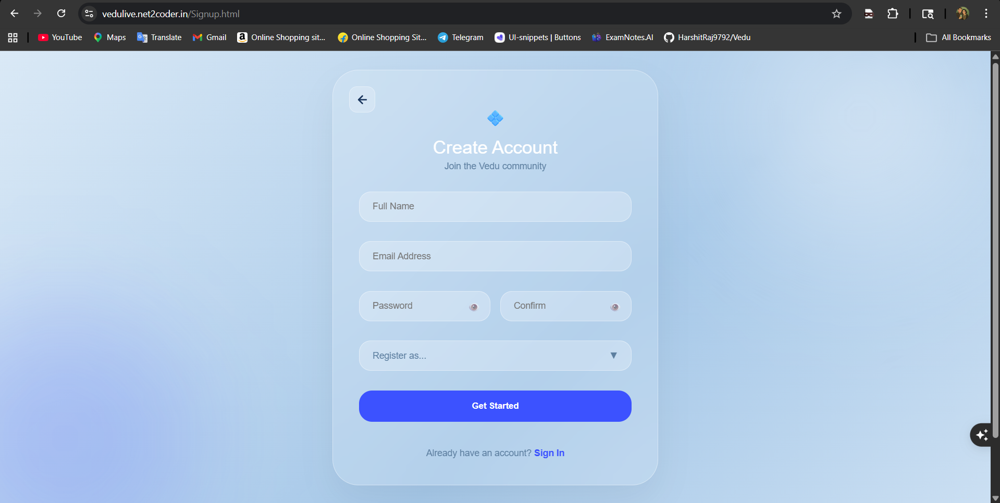 vedulive.net2coder.in/Signup.html
YouTube Maps Translate Gmail Online Shopping sit... Online Shopping Sit... Telegram UI-snippets | Buttons ExamNotes.AI HarshitRaj9792/Vedu All Bookmarks
Create Account
Join the Vedu community
Full Name
Email Address
Password Confirm
Register as...
Get Started
Already have an account? Sign In